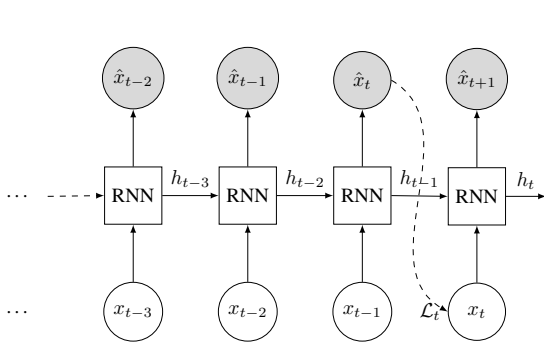 x̂_{t−2} x̂_{t−1} x̂_t x̂_{t+1}
h_{t−3} h_{t−2} h_{t−1} h_t
... RNN RNN RNN RNN
... x_{t−3} x_{t−2} x_{t−1} ℒ_t x_t